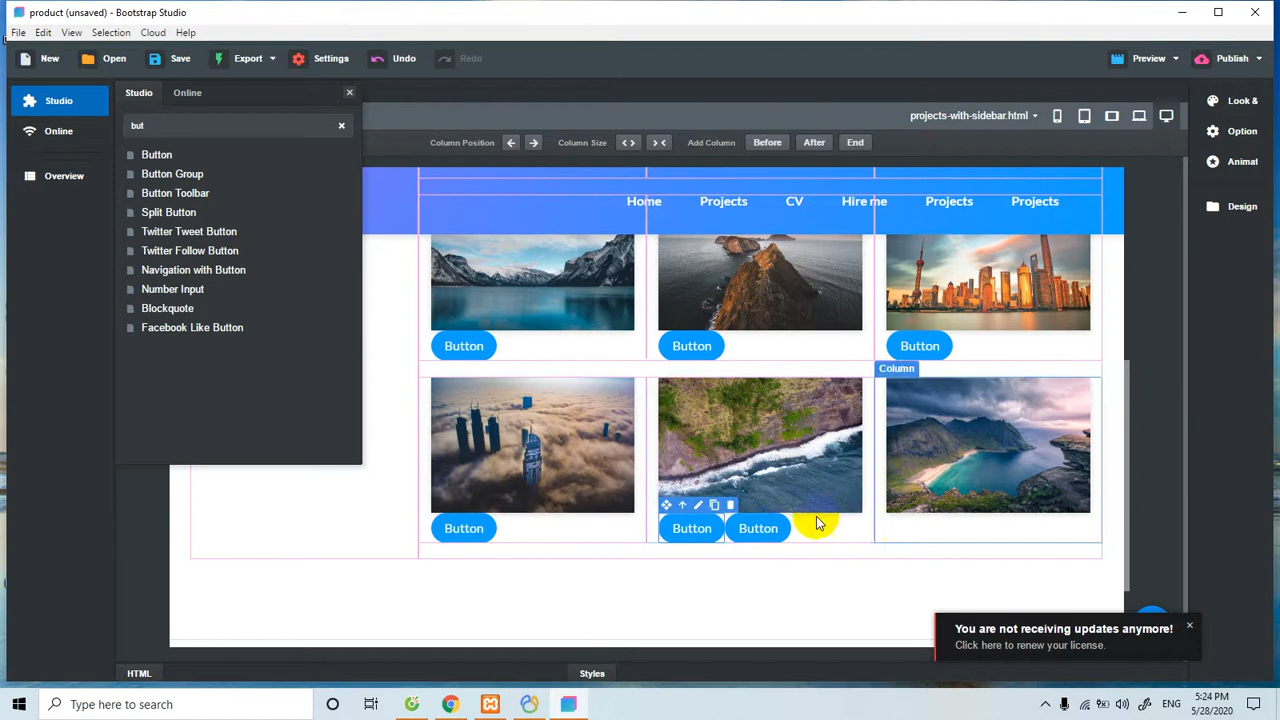 product (unsaved) - Bootstrap Studio
File Edit View Selection Cloud Help
New Open Save Export Settings Undo Redo Preview Publish
Studio Online
Studio
Online
Overview
but
Button
Button Group
Button Toolbar
Split Button
Twitter Tweet Button
Twitter Follow Button
Navigation with Button
Number Input
Blockquote
Facebook Like Button
projects-with-sidebar.html
Column Position Column Size Add Column Before After End
Look &
Option
Animat
Design
Home Projects CV Hire me Projects Projects
Button Button Button
Column
Button Button Button
You are not receiving updates anymore!
Click here to renew your license.
HTML Styles
Type here to search
ENG
5:24 PM
5/28/2020